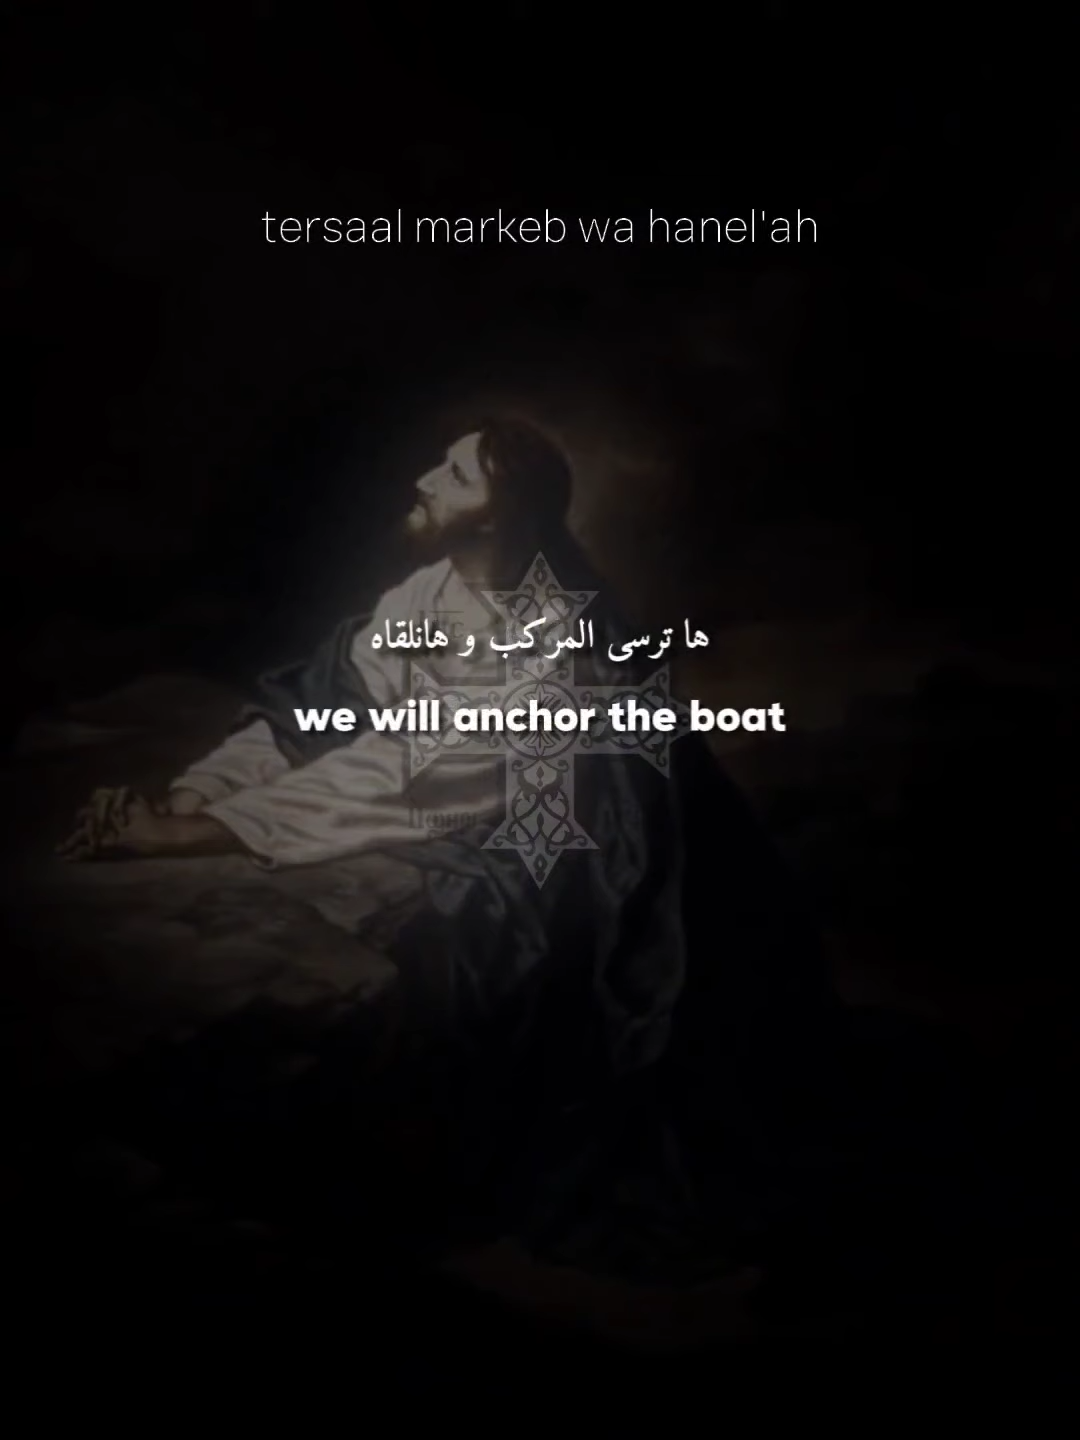 tersaal markeb wa hanel'ah
ها ترسى المركب و هانلقاه
we will anchor the boat